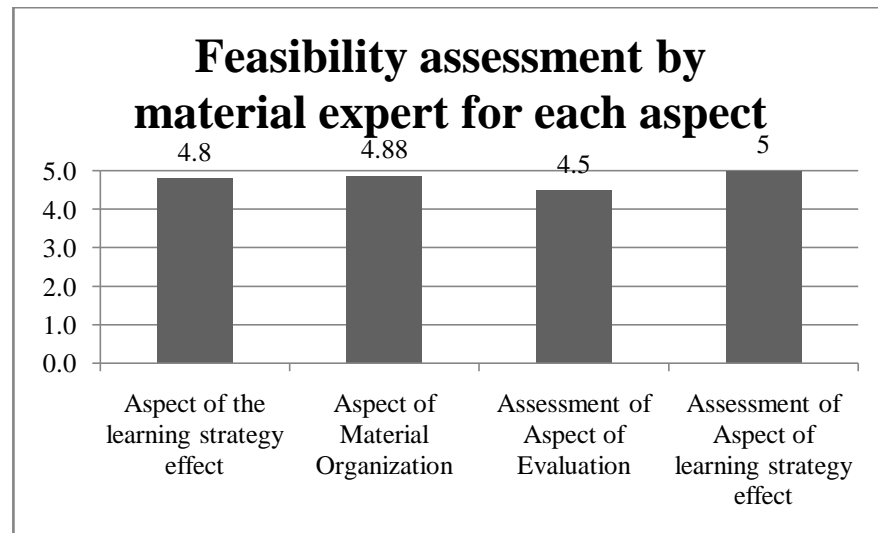 Feasibility assessment by
material expert for each aspect
4.8
4.88
4.5
5
5.0
4.0
3.0
2.0
1.0
0.0
Aspect of the
learning strategy
effect
Aspect of
Material
Organization
Assessment of
Aspect of
Evaluation
Assessment of
Aspect of
learning strategy
effect